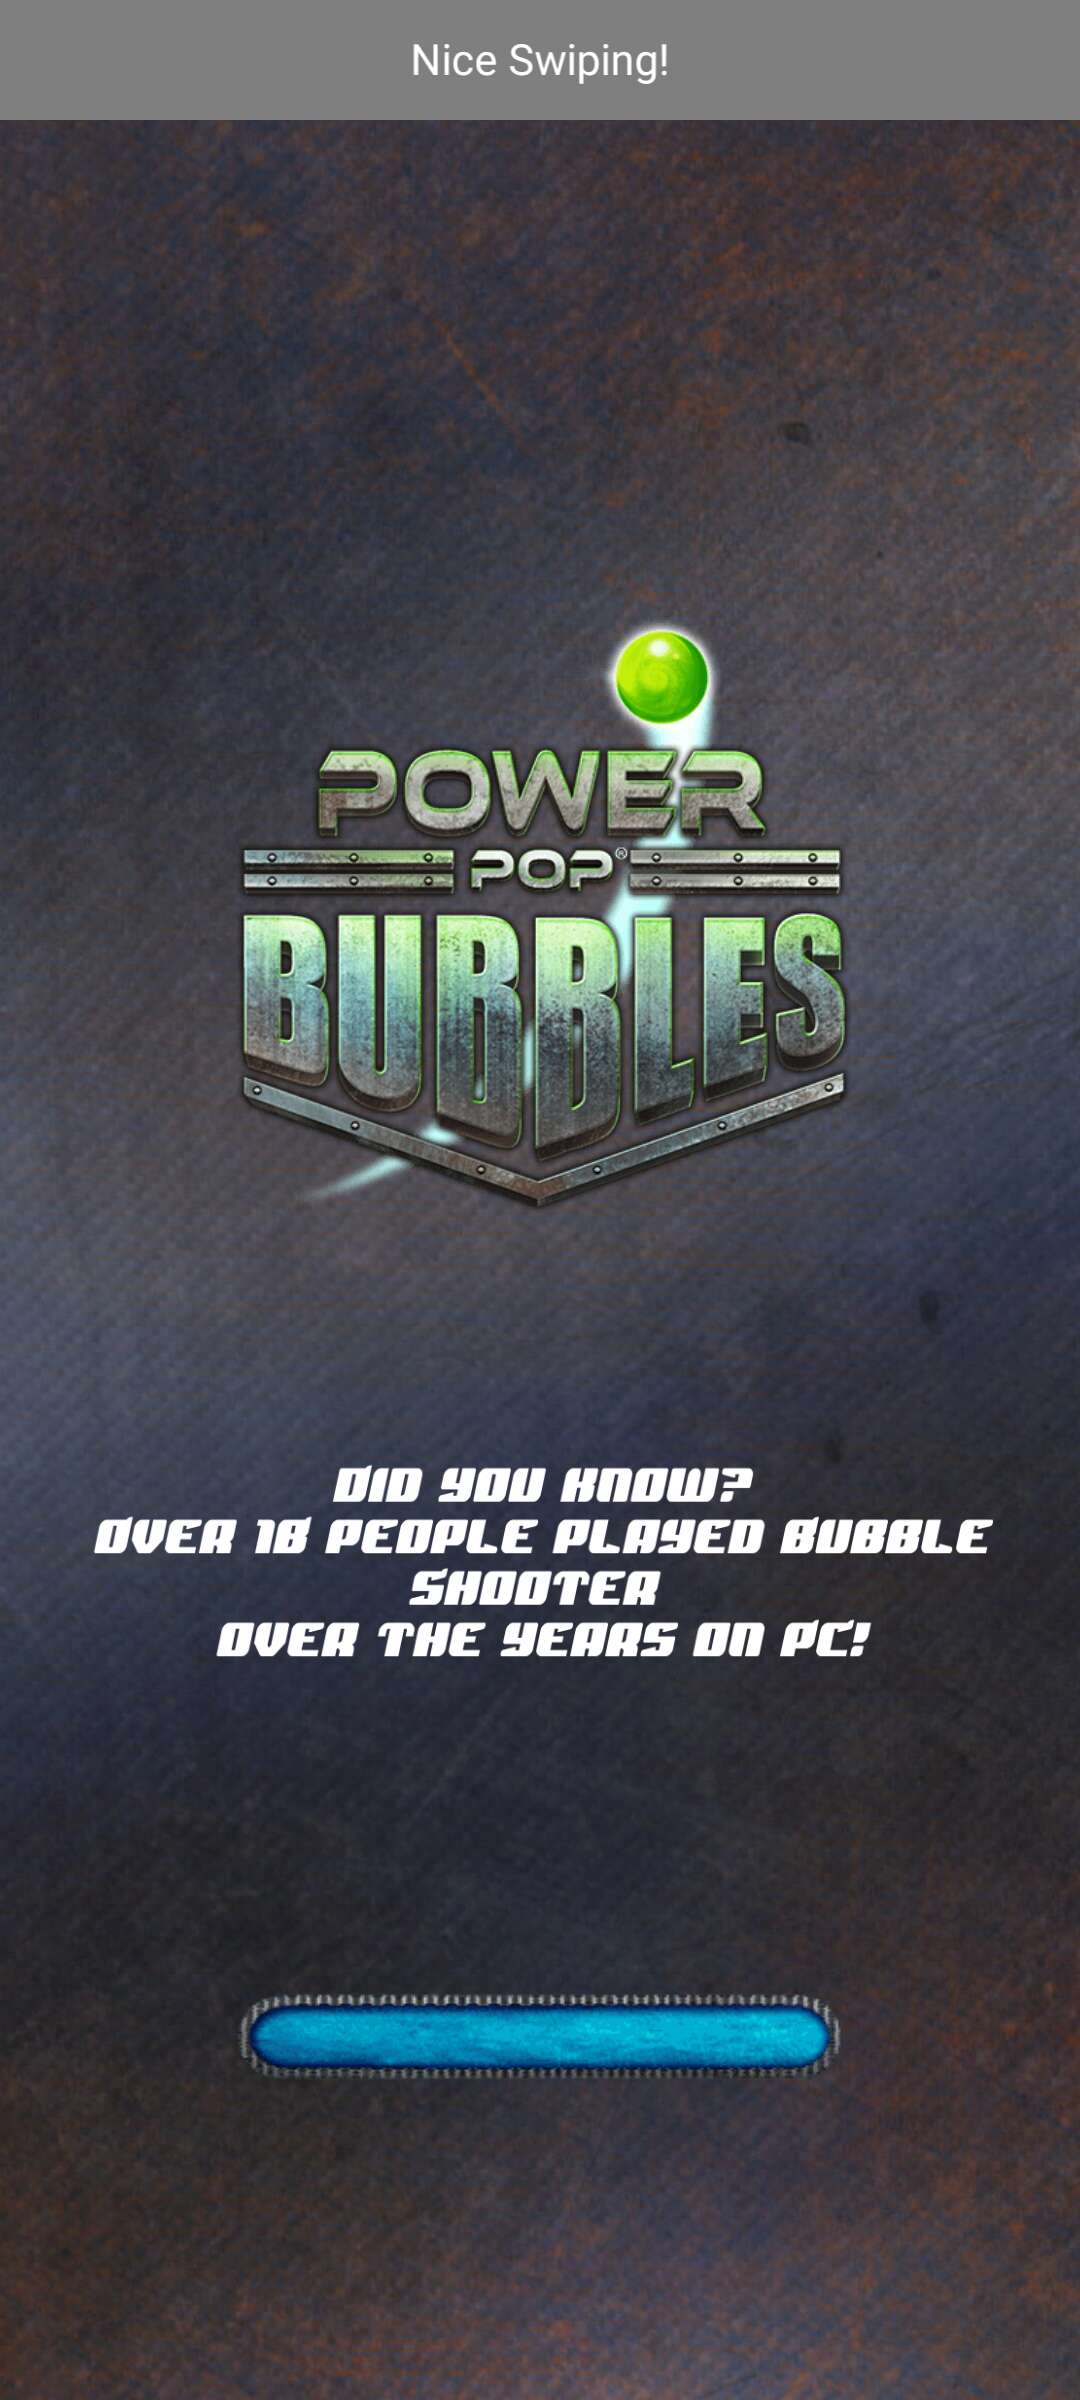 Nice Swiping!
POWER
POP®
BUBBLES
DID YOU KNOW?
OVER 1B PEOPLE PLAYED BUBBLE
SHOOTER
OVER THE YEARS ON PC!